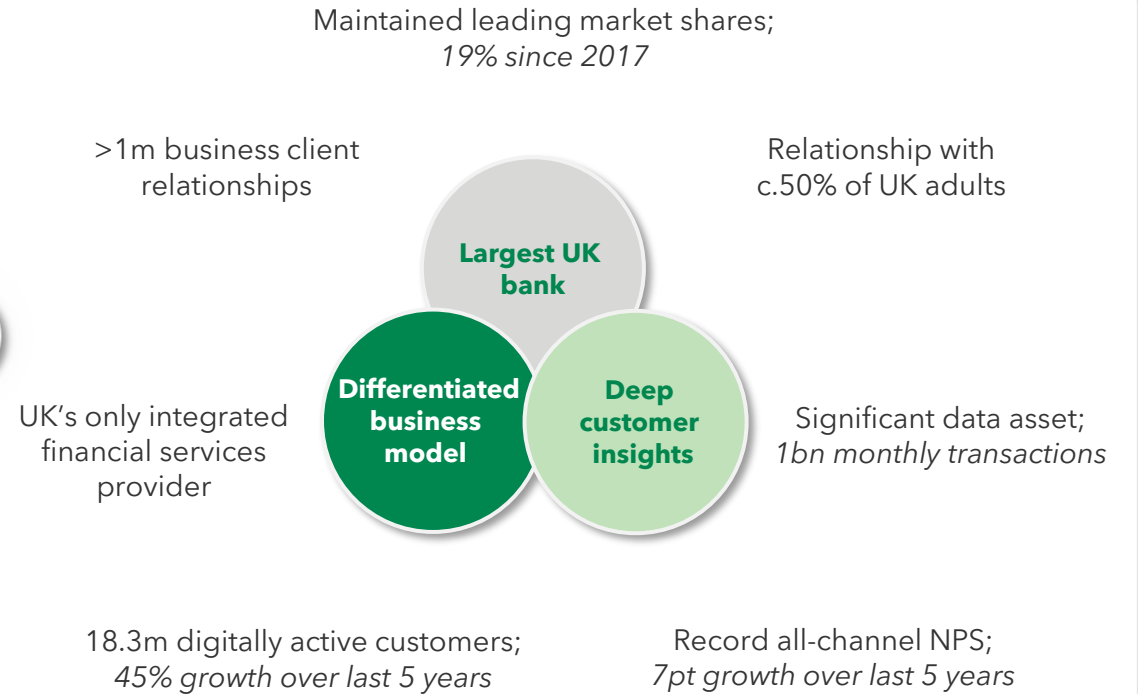 Maintained leading market shares;
19% since 2017
>1m business client
relationships
Relationship with
c.50% of UK adults
Largest UK
bank
Differentiated
business
model
Deep
customer
insights
UK’s only integrated
financial services
provider
Significant data asset;
1bn monthly transactions
18.3m digitally active customers;
45% growth over last 5 years
Record all-channel NPS;
7pt growth over last 5 years